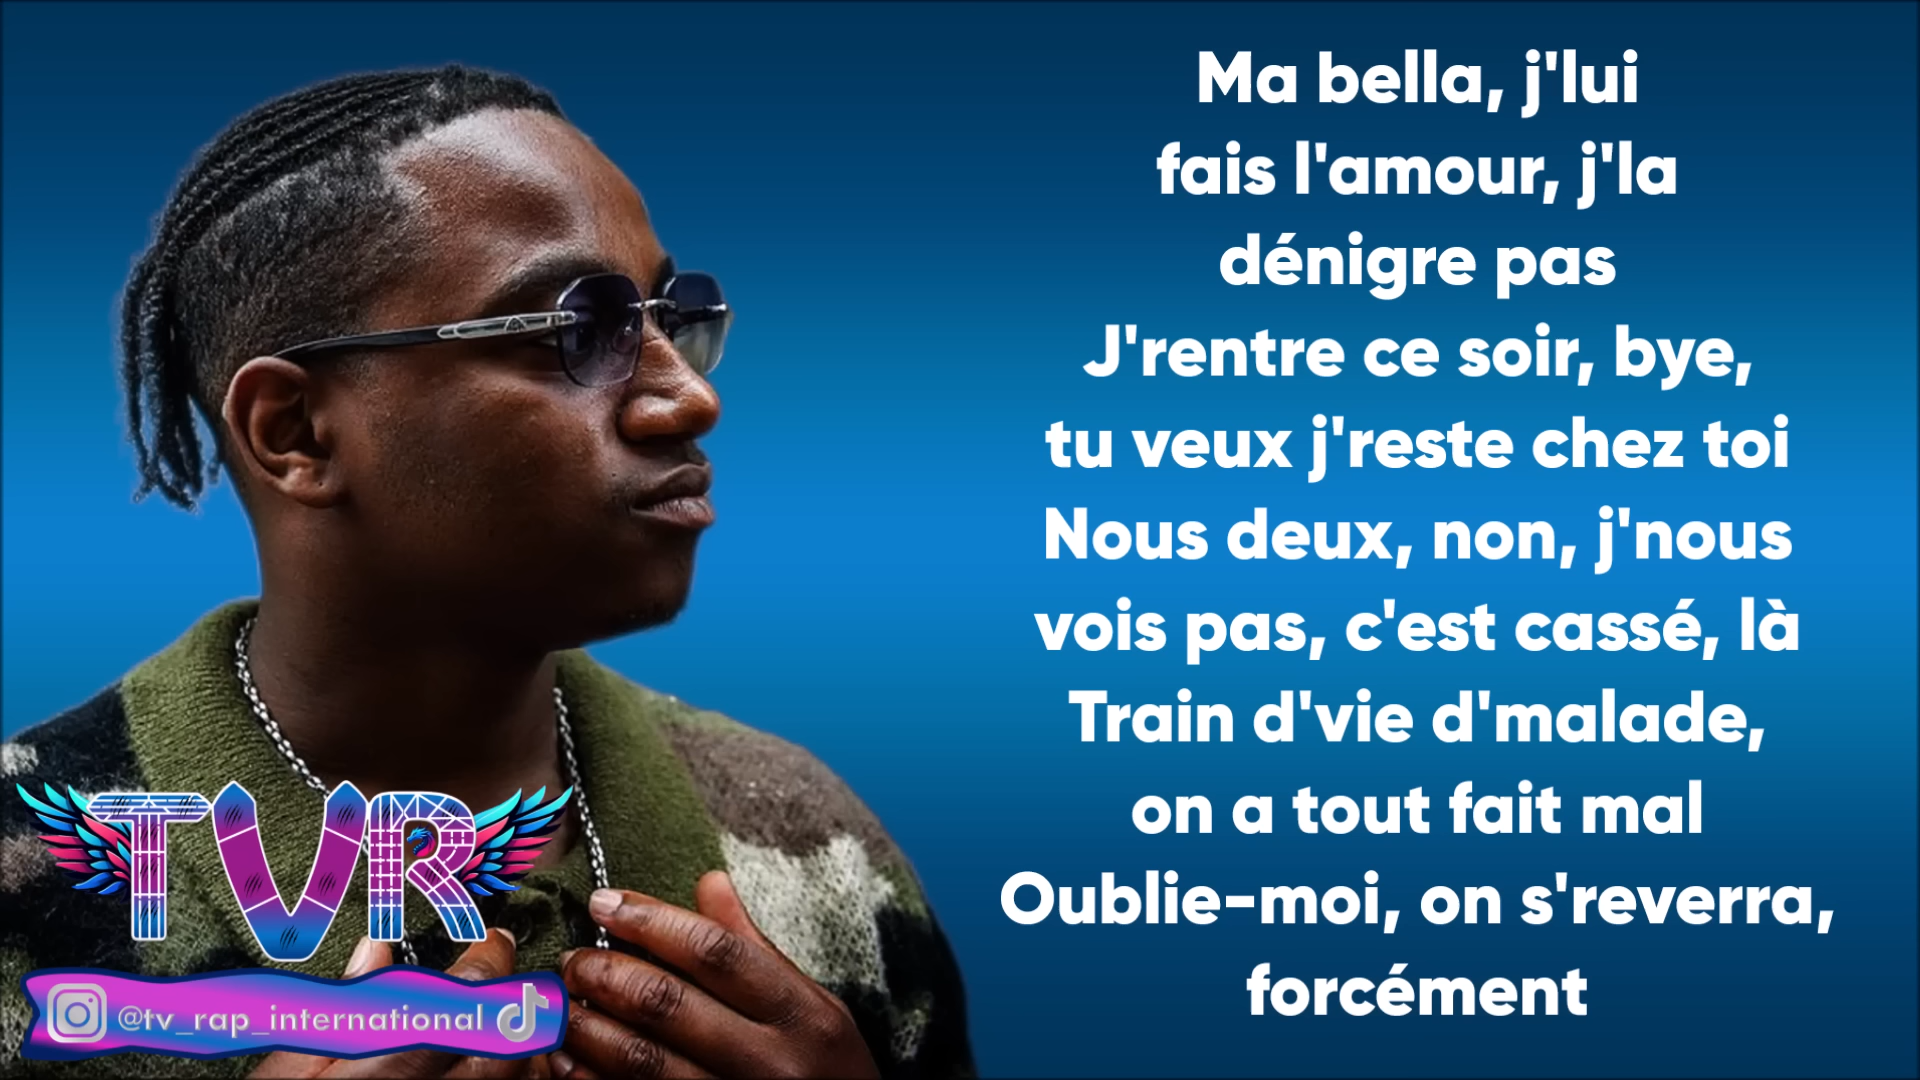 Ma bella, j'lui
fais l'amour, j'la
dénigre pas
J'rentre ce soir, bye,
tu veux j'reste chez toi
Nous deux, non, j'nous
vois pas, c'est cassé, là
Train d'vie d'malade,
on a tout fait mal
Oublie-moi, on s'reverra,
forcément
TVR
@tv_rap_international